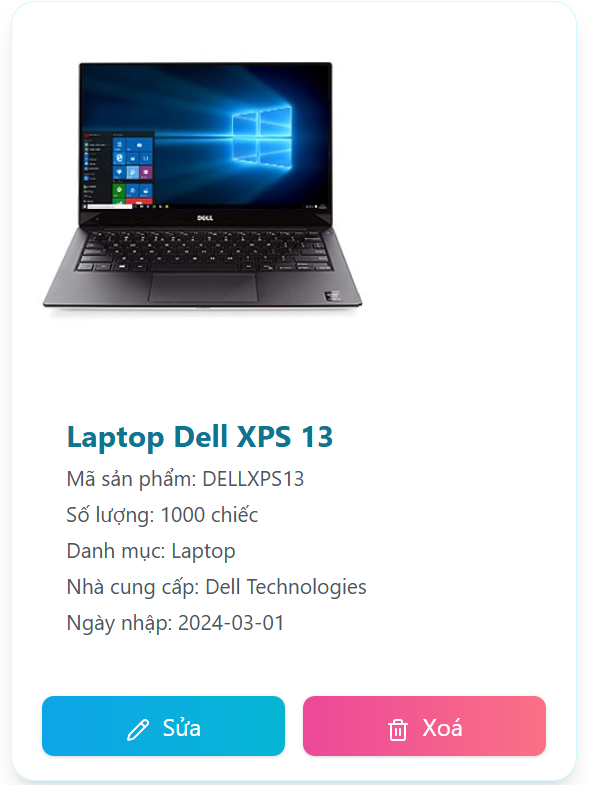 DELL
Laptop Dell XPS 13
Mã sản phẩm: DELLXPS13
Số lượng: 1000 chiếc
Danh mục: Laptop
Nhà cung cấp: Dell Technologies
Ngày nhập: 2024-03-01
Sửa
Xoá